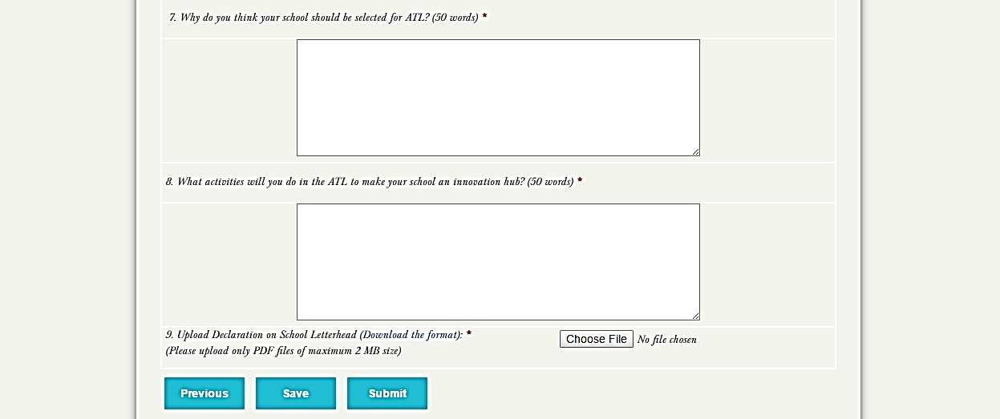 7. Why do you think your school should be selected for ATL? (50 words) *
8. What activities will you do in the ATL to make your school an innovation hub? (50 words) *
9. Upload Declaration on School Letterhead (Download the format): *
(Please upload only PDF files of maximum 2 MB size)
Choose File No file chosen
Previous Save Submit